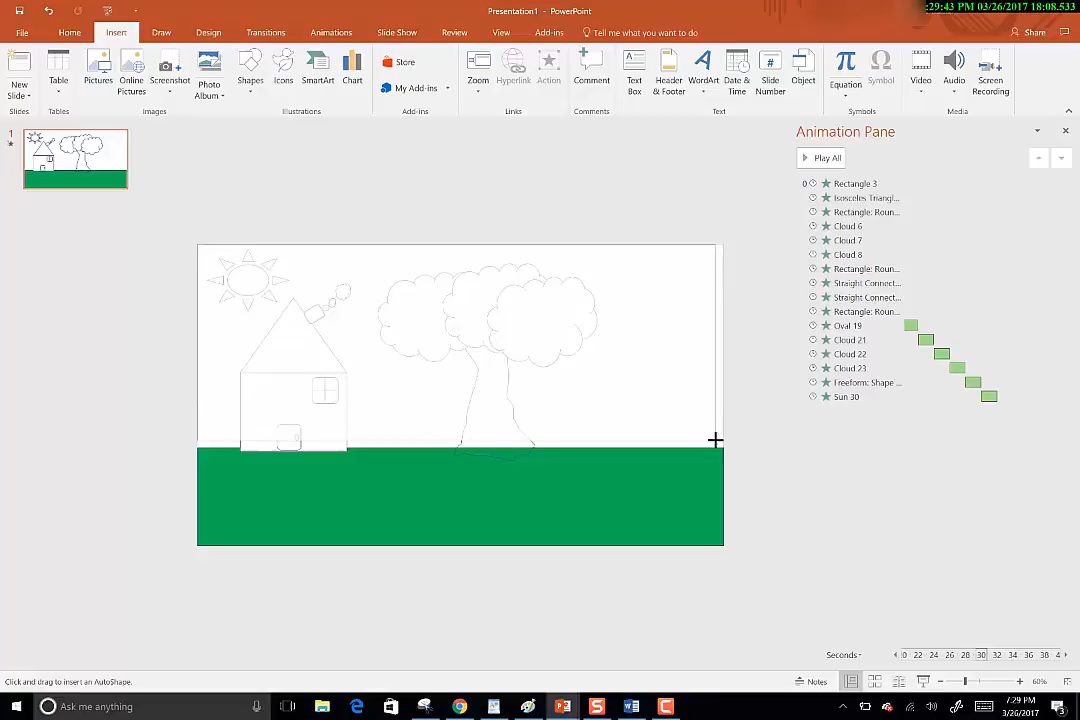 :29:43 PM 03/26/2017 18:08.533
Presentation1 - PowerPoint
File Home Insert Draw Design Transitions Animations Slide Show Review View Add-ins Tell me what you want to do Share
New Slide
Table
Pictures
Online Pictures
Screenshot
Photo Album
Shapes
Icons
SmartArt
Chart
Store
My Add-ins
Zoom
Hyperlink
Action
Comment
Text Box
Header & Footer
WordArt
Date & Time
Slide Number
Object
Equation
Symbol
Video
Audio
Screen Recording
Slides Tables Images Illustrations Add-ins Links Comments Text Symbols Media
1
Animation Pane
Play All
0 Rectangle 3
Isosceles Triangl...
Rectangle: Roun...
Cloud 6
Cloud 7
Cloud 8
Rectangle: Roun...
Straight Connect...
Straight Connect...
Rectangle: Roun...
Oval 19
Cloud 21
Cloud 22
Cloud 23
Freeform: Shape ...
Sun 30
Seconds 0 22 24 26 28 30 32 34 36 38 4
Click and drag to insert an AutoShape.
Notes
60%
Ask me anything
7:29 PM
3/26/2017
3